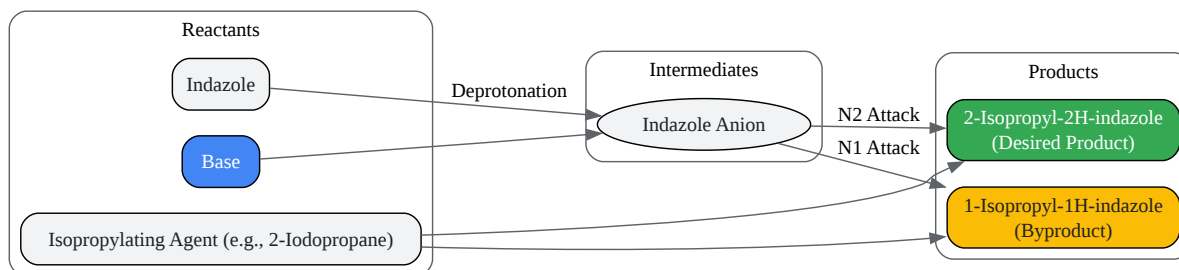 Reactants
Indazole
Base
Isopropylating Agent (e.g., 2-Iodopropane)
Deprotonation
Intermediates
Indazole Anion
N2 Attack
N1 Attack
Products
2-Isopropyl-2H-indazole
(Desired Product)
1-Isopropyl-1H-indazole
(Byproduct)